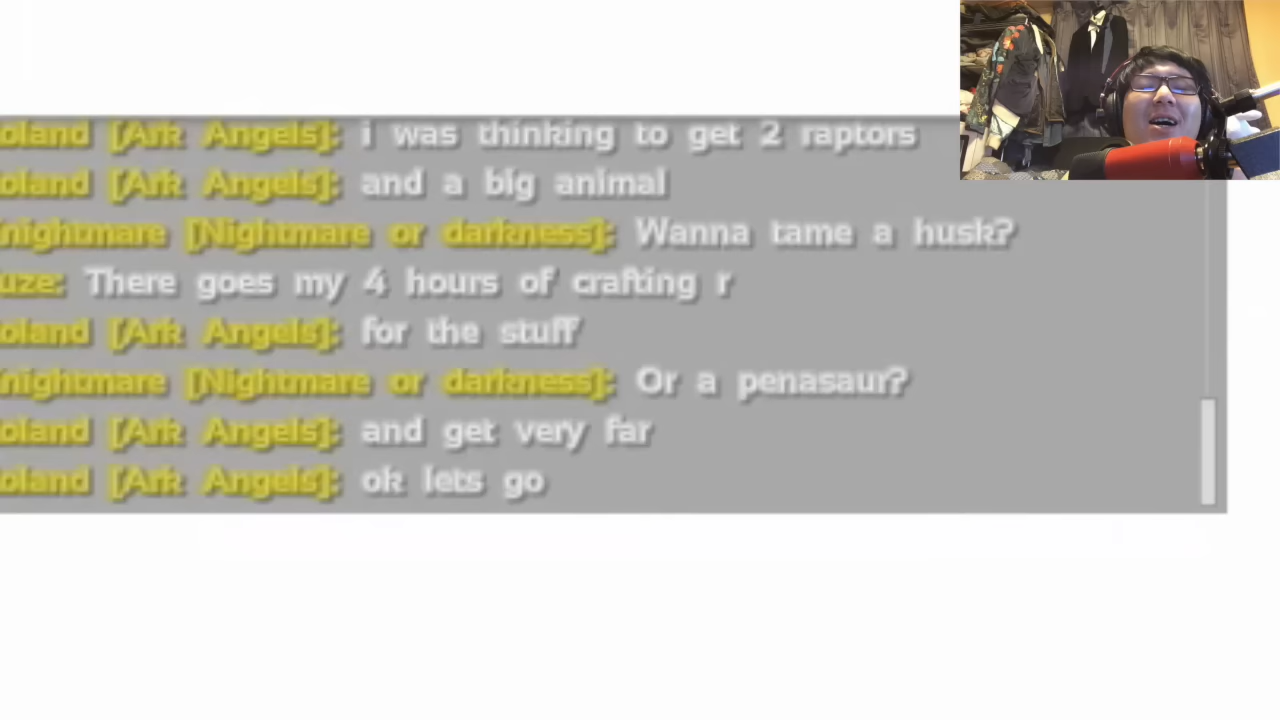 oland [Ark Angels]: i was thinking to get 2 raptors
oland [Ark Angels]: and a big animal
nightmare [Nightmare or darkness]: Wanna tame a husk?
uze: There goes my 4 hours of crafting r
oland [Ark Angels]: for the stuff
nightmare [Nightmare or darkness]: Or a penasaur?
oland [Ark Angels]: and get very far
oland [Ark Angels]: ok lets go